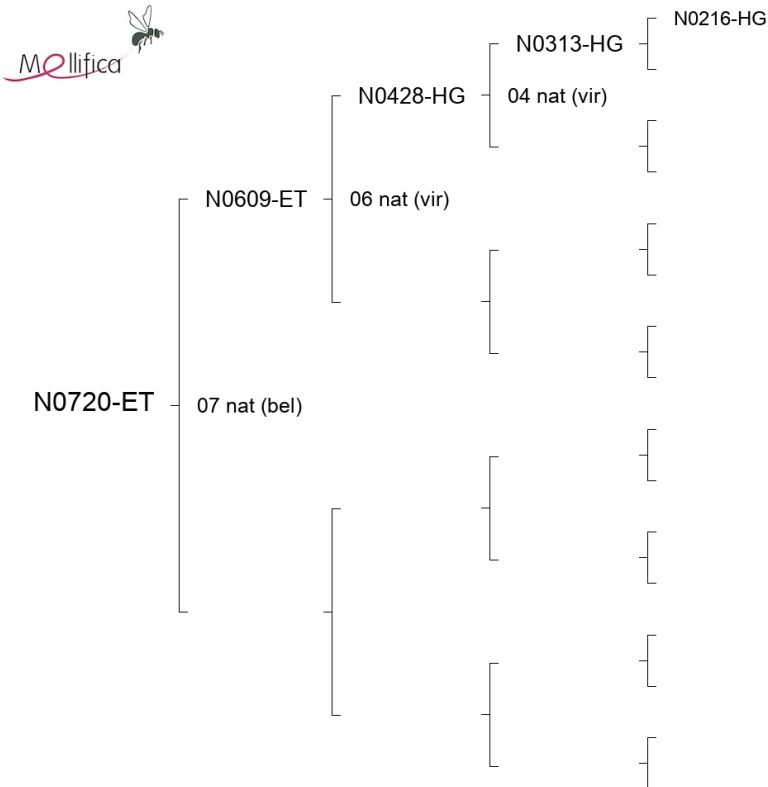 N0216-HG
N0313-HG
Mellifica
N0428-HG
04 nat (vir)
N0609-ET
06 nat (vir)
N0720-ET
07 nat (bel)